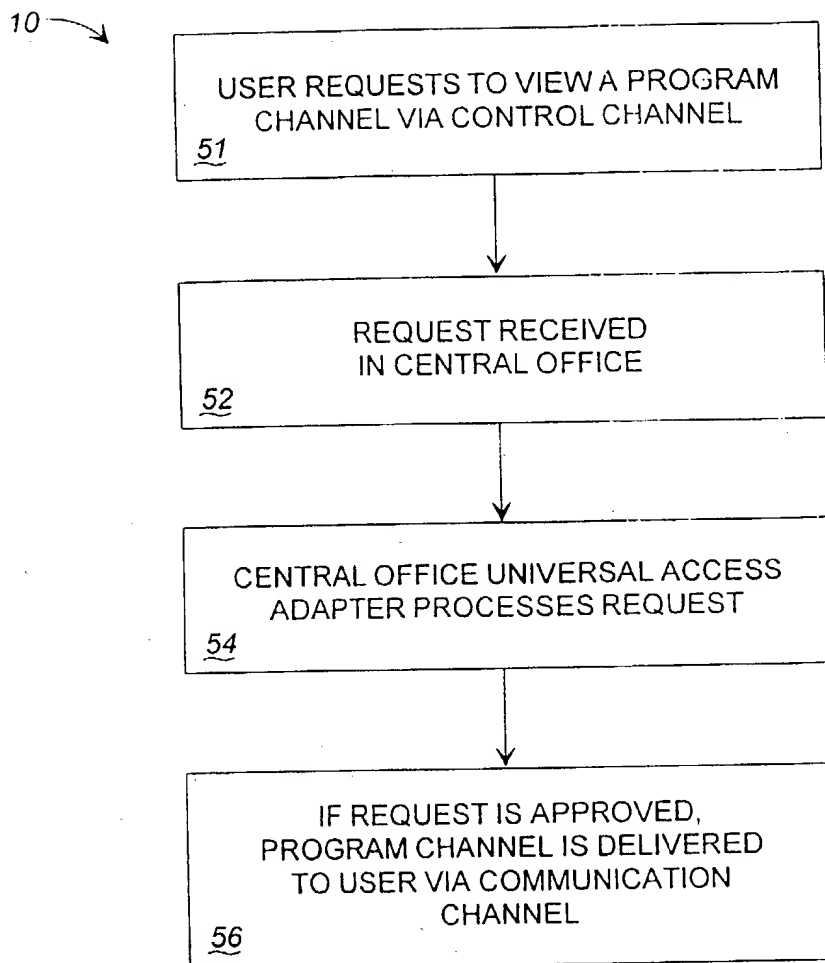 10
USER REQUESTS TO VIEW A PROGRAM
CHANNEL VIA CONTROL CHANNEL
51
REQUEST RECEIVED
IN CENTRAL OFFICE
52
CENTRAL OFFICE UNIVERSAL ACCESS
ADAPTER PROCESSES REQUEST
54
IF REQUEST IS APPROVED,
PROGRAM CHANNEL IS DELIVERED
TO USER VIA COMMUNICATION
CHANNEL
56